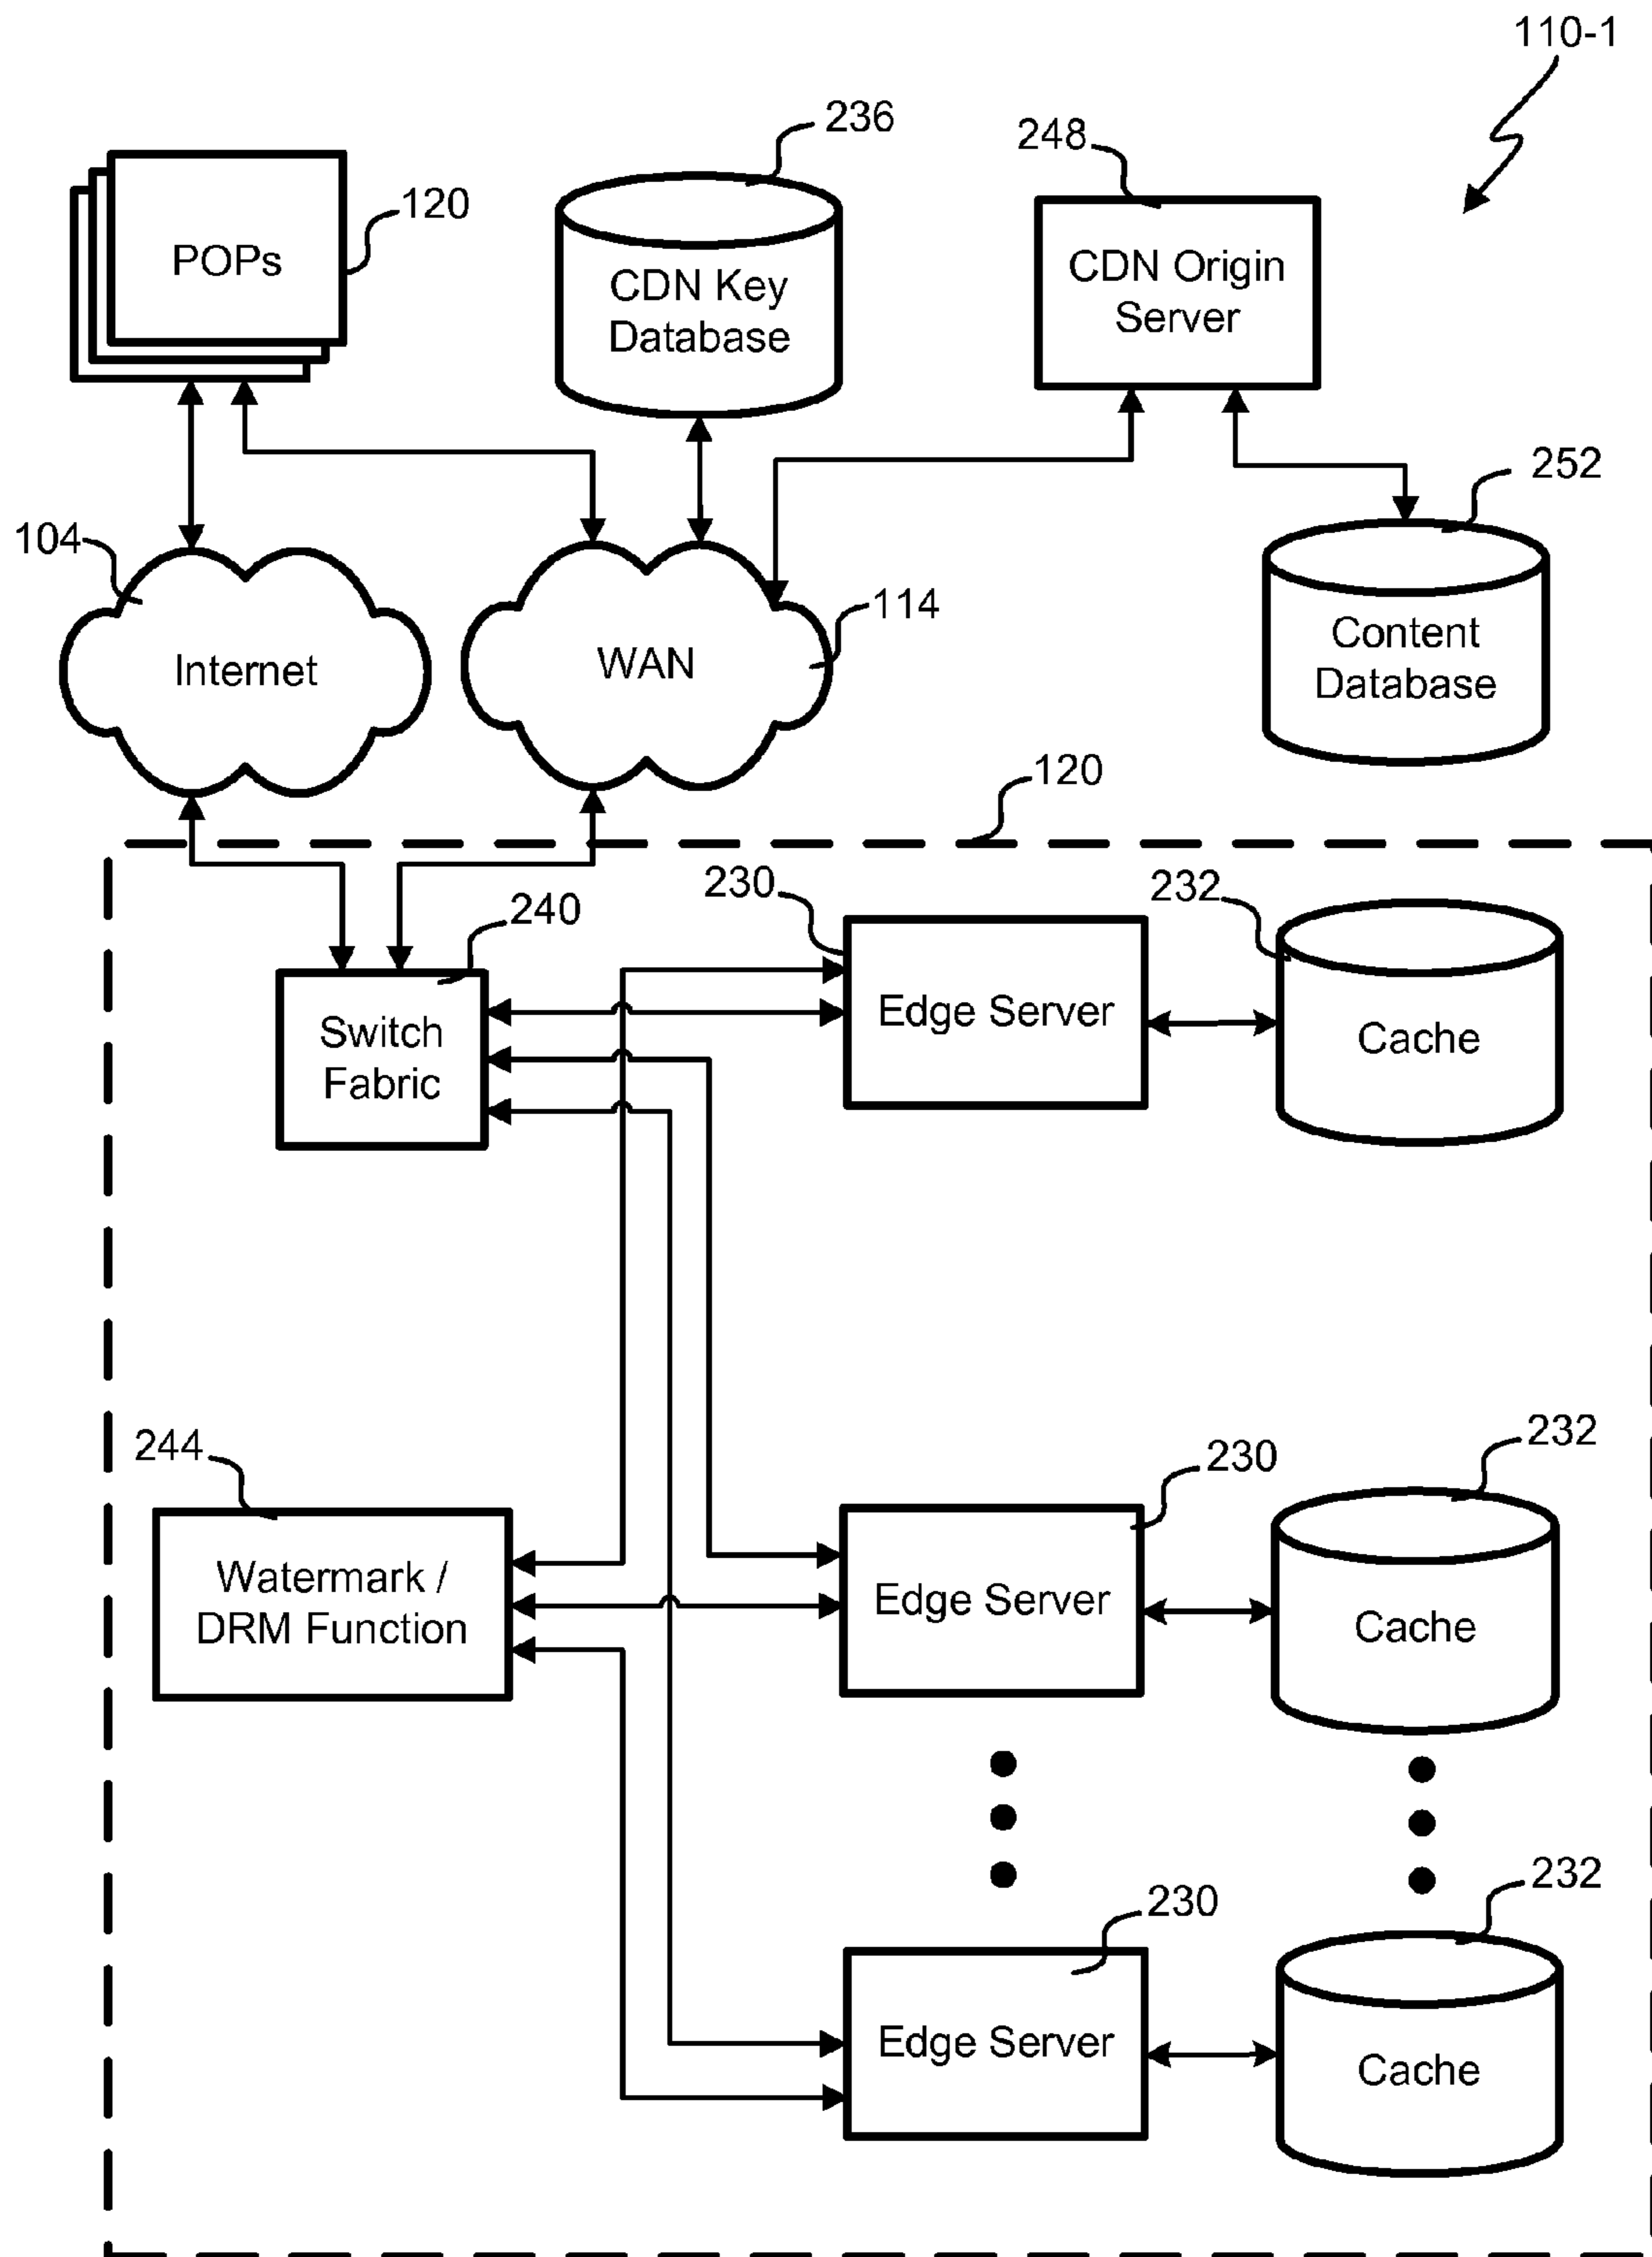 110-1
236
248
120
POPs
CDN Key
Database
CDN Origin
Server
252
104
114
Internet
WAN
Content
Database
120
230
232
240
Switch
Fabric
Edge Server
Cache
244
232
230
Watermark /
DRM Function
Edge Server
Cache
232
230
Edge Server
Cache